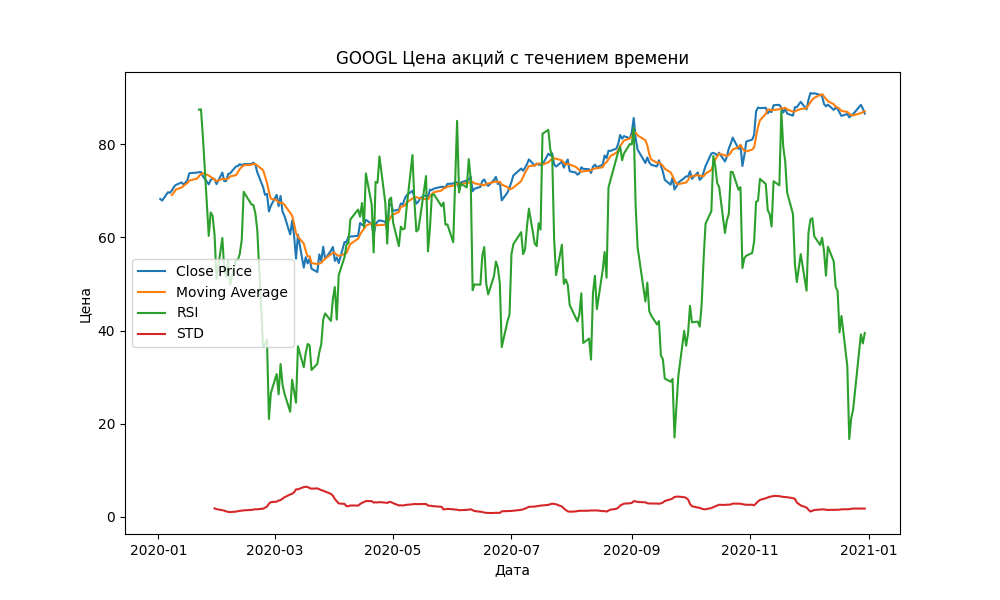 GOOGL Цена акций с течением времени
80
60
40
20
0
Цена
Close Price
Moving Average
RSI
STD
2020-01
2020-03
2020-05
2020-07
2020-09
2020-11
2021-01
Дата